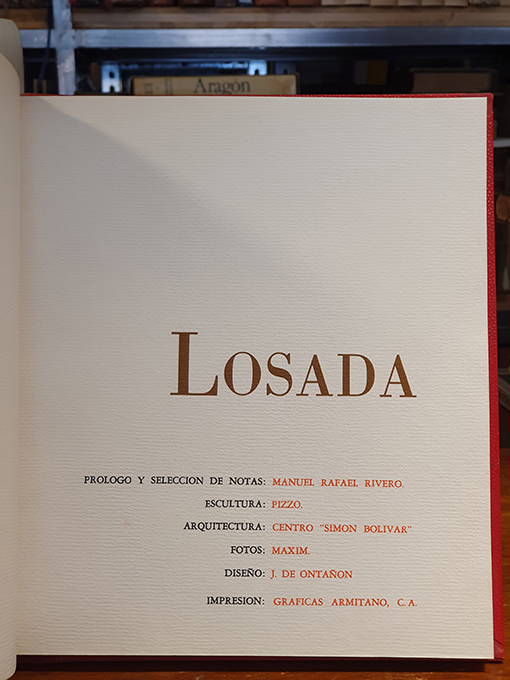 Aragón
LOSADA
PROLOGO Y SELECCION DE NOTAS: MANUEL RAFAEL RIVERO.
ESCULTURA: PIZZO.
ARQUITECTURA: CENTRO "SIMON BOLIVAR"
FOTOS: MAXIM.
DISEÑO: J. DE ONTAÑON
IMPRESION: GRAFICAS ARMITANO, C.A.